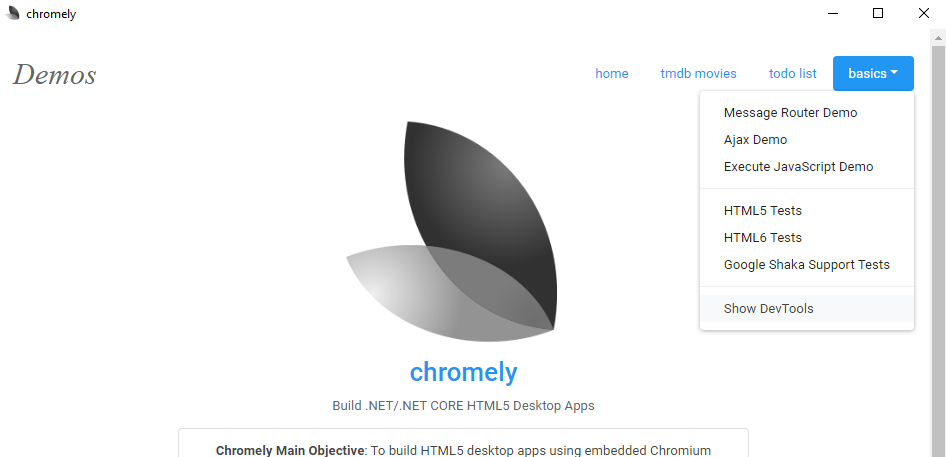 chromely
Demos
home tmdb movies todo list basics
Message Router Demo
Ajax Demo
Execute JavaScript Demo
HTML5 Tests
HTML6 Tests
Google Shaka Support Tests
Show DevTools
chromely
Build .NET/.NET CORE HTML5 Desktop Apps
Chromely Main Objective: To build HTML5 desktop apps using embedded Chromium